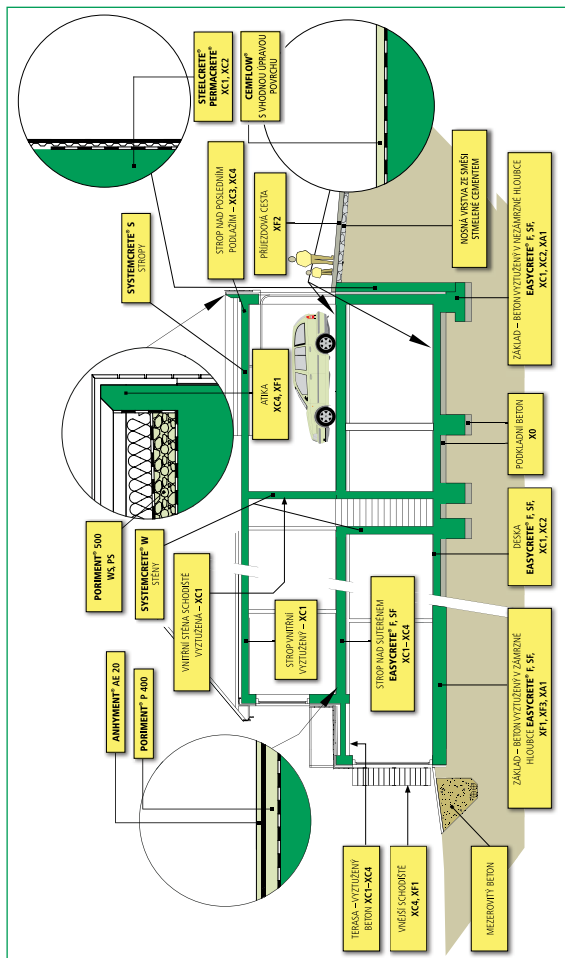 ANHYMENT® AE 20
PORIMENT® P 400
PORIMENT® 500
WS, PS
SYSTEMCRETE® W
STĚNY
VNITŘNÍ STĚNA SCHODIŠTĚ
VYZTUŽENÁ – XC1
STROP VNITŘNÍ
VYZTUŽENÝ – XC1
STROP NAD SUTERÉNEM
EASYCRETE® F, SF
XC1– XC4
ATIKA
XC4, XF1
SYSTEMCRETE® S
STROPY
STROP NAD POSLEDNÍM
PODLAŽÍM – XC3, XC4
STEELCRETE®
PERMACRETE®
XC1, XC2
CEMFLOW®
S VHODNOU ÚPRAVOU
POVRCHU
PŘÍJEZDOVÁ CESTA
XF2
NOSNÁ VRSTVA ZE SMĚSI
STMELENÉ CEMENTEM
TERASA – VYZTUŽENÝ
BETON XC1–XC4
VNĚJŠÍ SCHODIŠTĚ
XC4, XF1
MEZEROVITÝ BETON
ZÁKLAD – BETON VYZTUŽENÝ V ZÁMRZNÉ
HLOUBCE EASYCRETE® F, SF,
XF1, XF3, XA1
DESKA
EASYCRETE® F, SF,
XC1, XC2
PODKLADNÍ BETON
X0
ZÁKLAD – BETON VYZTUŽENÝ V NEZÁMRZNÉ HLOUBCE
EASYCRETE® F, SF,
XC1, XC2, XA1